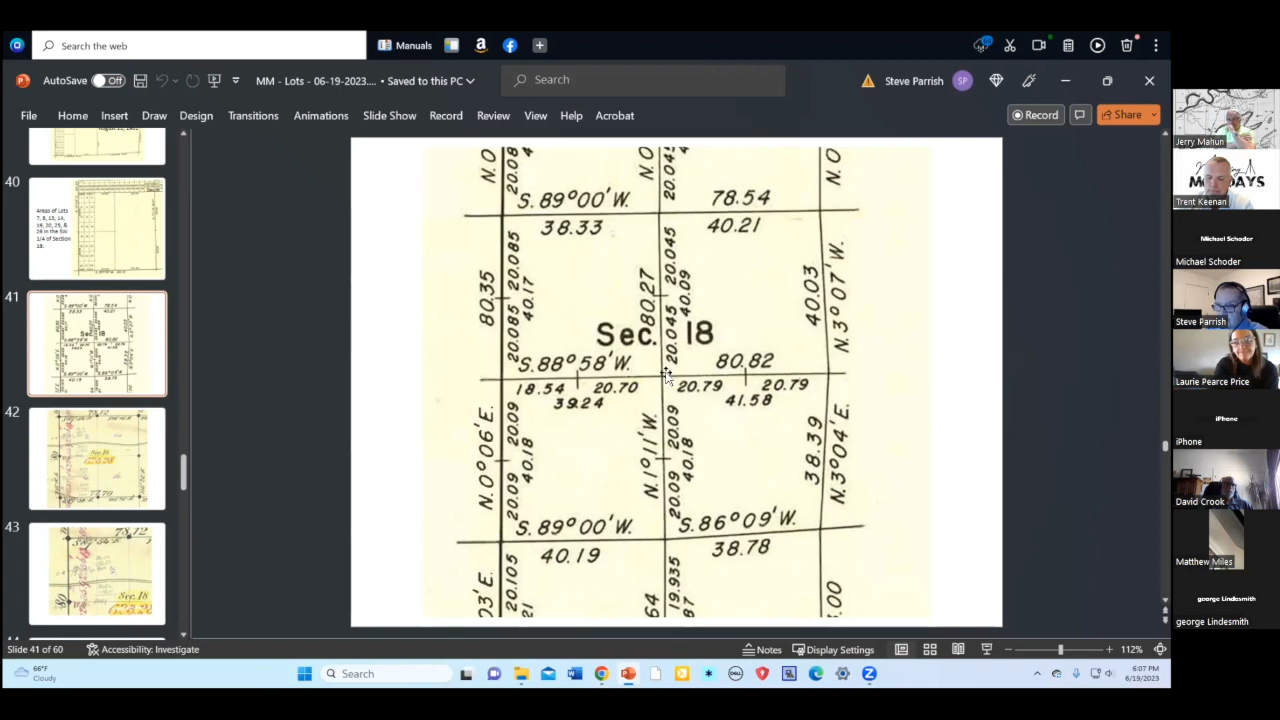 Search the web
Manuals
AutoSave Off
MM - Lots - 06-19-2023.... • Saved to this PC
Search
Steve Parrish
SP
File Home Insert Draw Design Transitions Animations Slide Show Record Review View Help Acrobat
Record
Share
40
Areas of Lots
7, 8, 13, 14,
19, 20, 25, &
26 in the SW
1/4 of Section
18.
41
42
43
N.O
20.08
S. 89°00' W.
38.33
N.O
20.045
78.54
40.21
N.O
80.35
20.085 20.085
40.17
80.27
20.045 20.045
40.09
40.03
N.3°07' W.
Sec. 18
S.88°58' W.
80.82
18.54 20.70
39.24
20.79 20.79
41.58
N.0°06' E.
20.09 20.09
40.18
N.1°11' W.
20.09 20.09
40.18
38.39
N.3°04' E.
S.89°00' W.
40.19
S.86°09' W.
38.78
03' E.
20.105
21
64
19.935
87
.00
Jerry Mahun
MONDAYS
Trent Keenan
Michael Schoder
Michael Schoder
Steve Parrish
Laurie Pearce Price
iPhone
iPhone
David Crook
Matthew Miles
george Lindesmith
george Lindesmith
Slide 41 of 60
Accessibility: Investigate
Notes
Display Settings
112%
66°F
Cloudy
Search
6:07 PM
6/19/2023